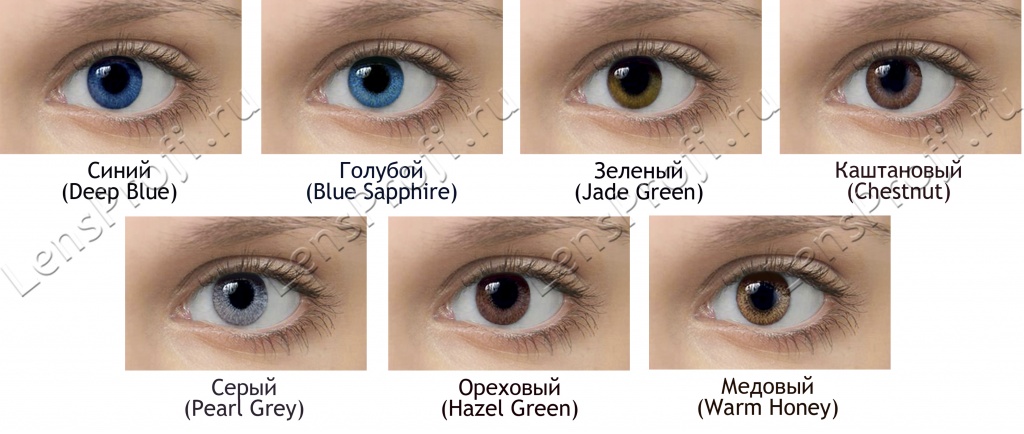 Синий
(Deep Blue)
Голубой
(Blue Sapphire)
Зеленый
(Jade Green)
Каштановый
(Chestnut)
Серый
(Pearl Grey)
Ореховый
(Hazel Green)
Медовый
(Warm Honey)
LensProfi.ru
LensProfi.ru
LensProfi.ru
LensProfi.ru